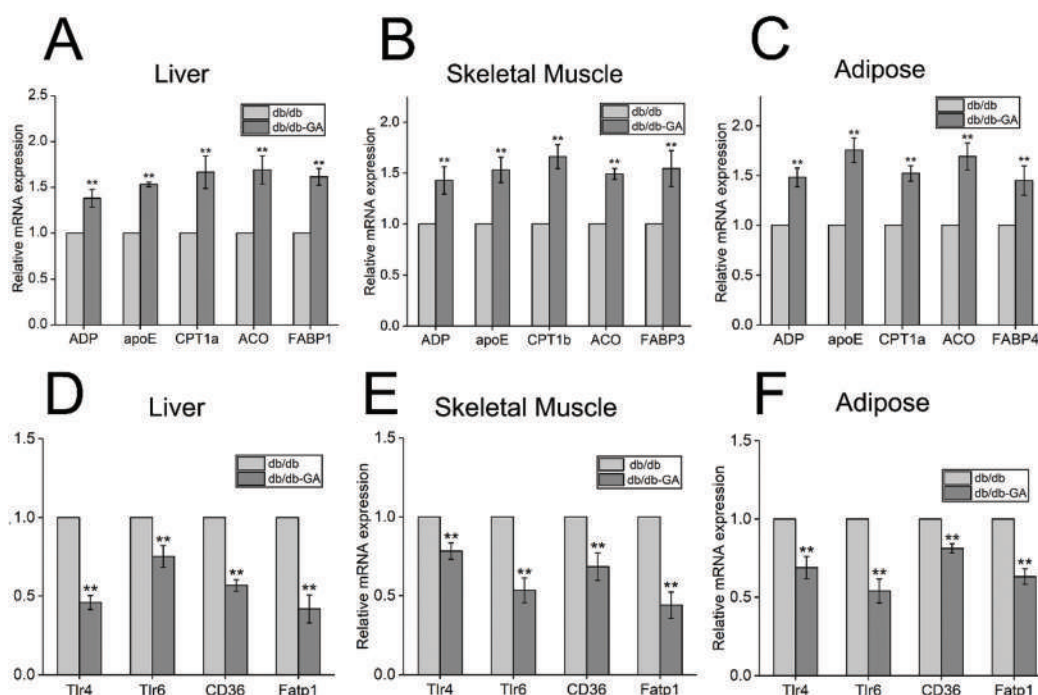 A
Liver
Relative mRNA expression
2.5
2.0
1.5
1.0
0.5
0.0
db/db
db/db-GA
**
**
**
**
**
ADP apoE CPT1a ACO FABP1
B
Skeletal Muscle
Relative mRNA expression
2.0
1.5
1.0
0.5
0.0
db/db
db/db-GA
**
**
**
**
**
ADP apoE CPT1b ACO FABP3
C
Adipose
Relative mRNA expression
2.0
1.5
1.0
0.5
0.0
db/db
db/db-GA
**
**
**
**
**
ADP apoE CPT1a ACO FABP4
D
Liver
1.5
1.0
0.5
0.0
db/db
db/db-GA
**
**
**
**
Tlr4 Tlr6 CD36 Fatp1
E
Skeletal Muscle
Relative mRNA expression
1.5
1.0
0.5
0.0
db/db
db/db-GA
**
**
**
**
Tlr4 Tlr6 CD36 Fatp1
F
Adipose
Relative mRNA expression
1.5
1.0
0.5
0.0
db/db
db/db-GA
**
**
**
**
Tlr4 Tlr6 CD36 Fatp1